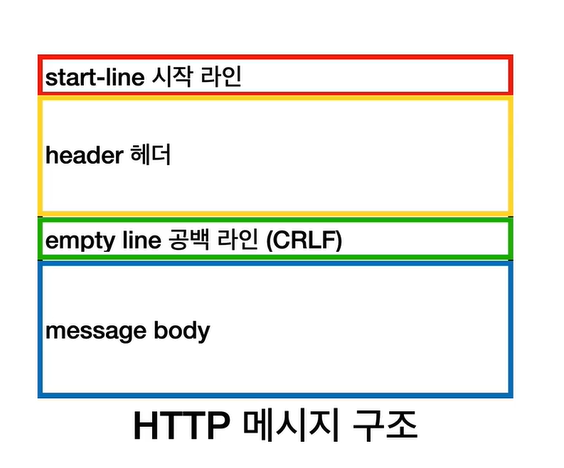 start-line 시작 라인
header 헤더
empty line 공백 라인 (CRLF)
message body
HTTP 메시지 구조